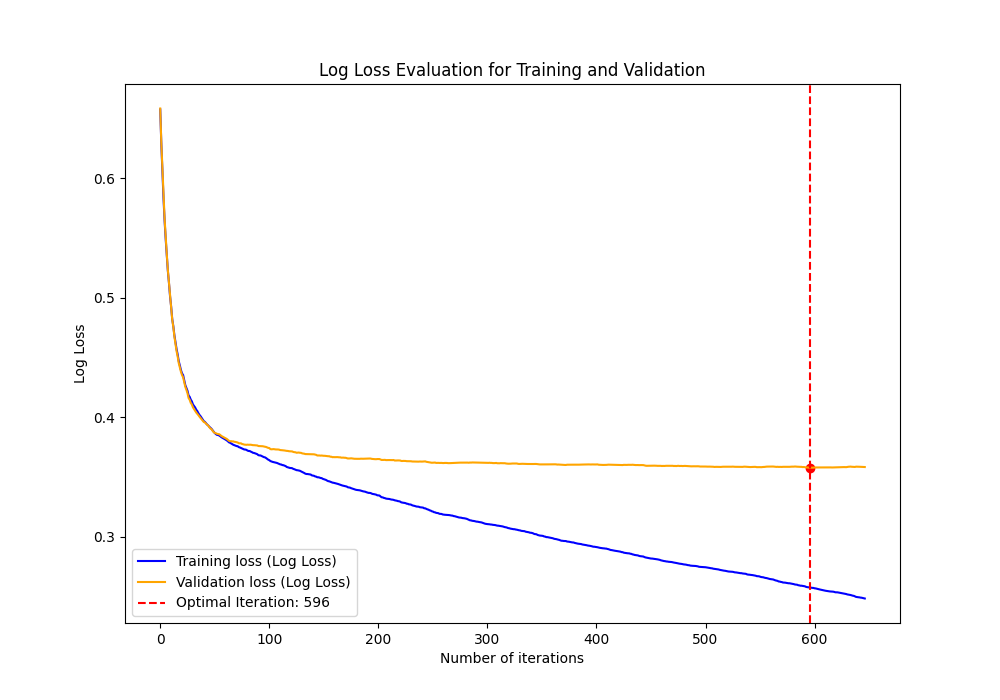 Log Loss Evaluation for Training and Validation
0.6
0.5
0.4
0.3
Log Loss
Training loss (Log Loss)
Validation loss (Log Loss)
Optimal Iteration: 596
0 100 200 300 400 500 600
Number of iterations